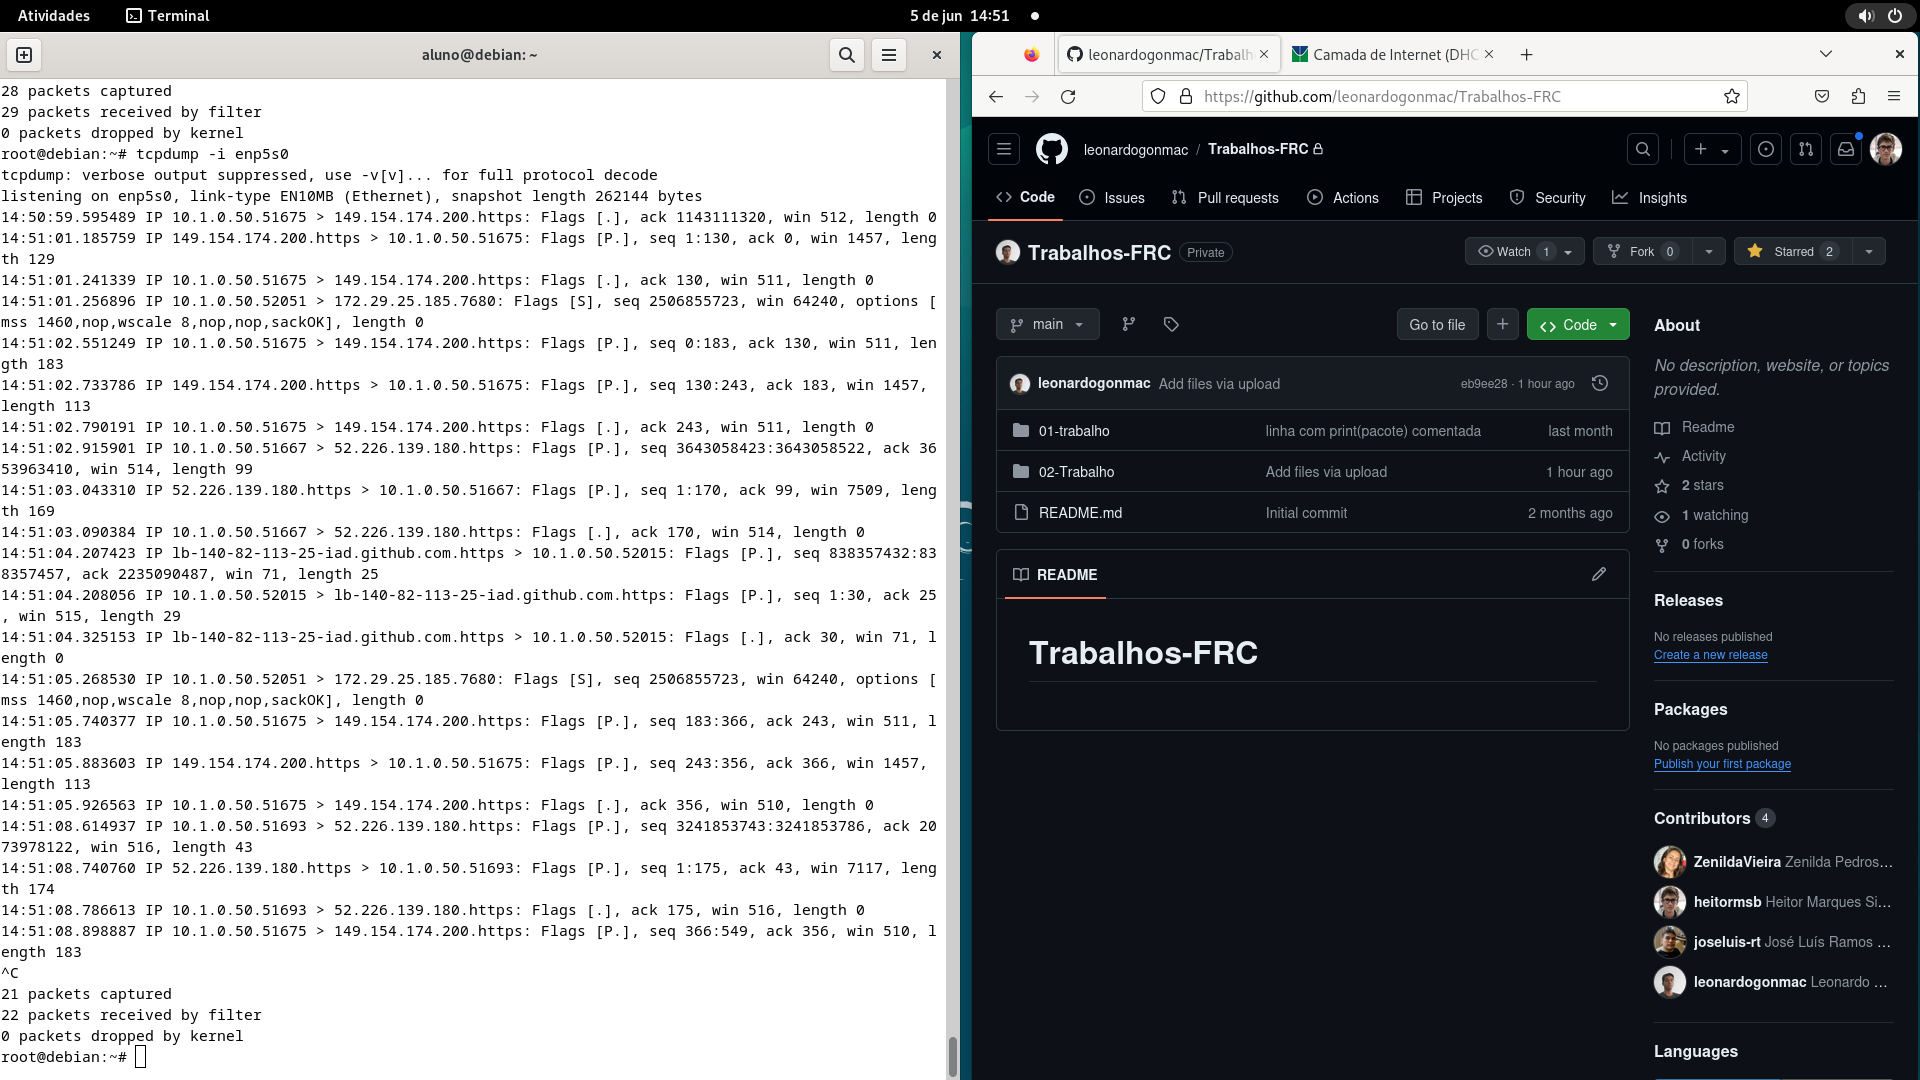 Atividades
Terminal
5 de jun 14:51
aluno@debian: ~
28 packets captured
29 packets received by filter
0 packets dropped by kernel
root@debian:~# tcpdump -i enp5s0
tcpdump: verbose output suppressed, use -v[v]... for full protocol decode
listening on enp5s0, link-type EN10MB (Ethernet), snapshot length 262144 bytes
14:50:59.595489 IP 10.1.0.50.51675 > 149.154.174.200.https: Flags [.], ack 1143111320, win 512, length 0
14:51:01.185759 IP 149.154.174.200.https > 10.1.0.50.51675: Flags [P.], seq 1:130, ack 0, win 1457, leng
th 129
14:51:01.241339 IP 10.1.0.50.51675 > 149.154.174.200.https: Flags [.], ack 130, win 511, length 0
14:51:01.256896 IP 10.1.0.50.52051 > 172.29.25.185.7680: Flags [S], seq 2506855723, win 64240, options [
mss 1460,nop,wscale 8,nop,nop,sackOK], length 0
14:51:02.551249 IP 10.1.0.50.51675 > 149.154.174.200.https: Flags [P.], seq 0:183, ack 130, win 511, len
gth 183
14:51:02.733786 IP 149.154.174.200.https > 10.1.0.50.51675: Flags [P.], seq 130:243, ack 183, win 1457,
length 113
14:51:02.790191 IP 10.1.0.50.51675 > 149.154.174.200.https: Flags [.], ack 243, win 511, length 0
14:51:02.915901 IP 10.1.0.50.51667 > 52.226.139.180.https: Flags [P.], seq 3643058423:3643058522, ack 36
53963410, win 514, length 99
14:51:03.043310 IP 52.226.139.180.https > 10.1.0.50.51667: Flags [P.], seq 1:170, ack 99, win 7509, leng
th 169
14:51:03.090384 IP 10.1.0.50.51667 > 52.226.139.180.https: Flags [.], ack 170, win 514, length 0
14:51:04.207423 IP lb-140-82-113-25-iad.github.com.https > 10.1.0.50.52015: Flags [P.], seq 838357432:83
8357457, ack 2235090487, win 71, length 25
14:51:04.208056 IP 10.1.0.50.52015 > lb-140-82-113-25-iad.github.com.https: Flags [P.], seq 1:30, ack 25
, win 515, length 29
14:51:04.325153 IP lb-140-82-113-25-iad.github.com.https > 10.1.0.50.52015: Flags [.], ack 30, win 71, l
ength 0
14:51:05.268530 IP 10.1.0.50.52051 > 172.29.25.185.7680: Flags [S], seq 2506855723, win 64240, options [
mss 1460,nop,wscale 8,nop,nop,sackOK], length 0
14:51:05.740377 IP 10.1.0.50.51675 > 149.154.174.200.https: Flags [P.], seq 183:366, ack 243, win 511, l
ength 183
14:51:05.883603 IP 149.154.174.200.https > 10.1.0.50.51675: Flags [P.], seq 243:356, ack 366, win 1457,
length 113
14:51:05.926563 IP 10.1.0.50.51675 > 149.154.174.200.https: Flags [.], ack 356, win 510, length 0
14:51:08.614937 IP 10.1.0.50.51693 > 52.226.139.180.https: Flags [P.], seq 3241853743:3241853786, ack 20
73978122, win 516, length 43
14:51:08.740760 IP 52.226.139.180.https > 10.1.0.50.51693: Flags [P.], seq 1:175, ack 43, win 7117, leng
th 174
14:51:08.786613 IP 10.1.0.50.51693 > 52.226.139.180.https: Flags [.], ack 175, win 516, length 0
14:51:08.898887 IP 10.1.0.50.51675 > 149.154.174.200.https: Flags [P.], seq 366:549, ack 356, win 510, l
ength 183
^C
21 packets captured
22 packets received by filter
0 packets dropped by kernel
root@debian:~#
leonardogonmac/Trabalh
Camada de Internet (DHC
https://github.com/leonardogonmac/Trabalhos-FRC
leonardogonmac / Trabalhos-FRC
Code
Issues
Pull requests
Actions
Projects
Security
Insights
Trabalhos-FRC Private
Watch 1
Fork 0
Starred 2
main
Go to file
Code
leonardogonmac Add files via upload eb9ee28 · 1 hour ago
01-trabalho linha com print(pacote) comentada last month
02-Trabalho Add files via upload 1 hour ago
README.md Initial commit 2 months ago
README
Trabalhos-FRC
About
No description, website, or topics
provided.
Readme
Activity
2 stars
1 watching
0 forks
Releases
No releases published
Create a new release
Packages
No packages published
Publish your first package
Contributors 4
ZenildaVieira Zenilda Pedros...
heitormsb Heitor Marques Si...
joseluis-rt José Luís Ramos ...
leonardogonmac Leonardo ...
Languages